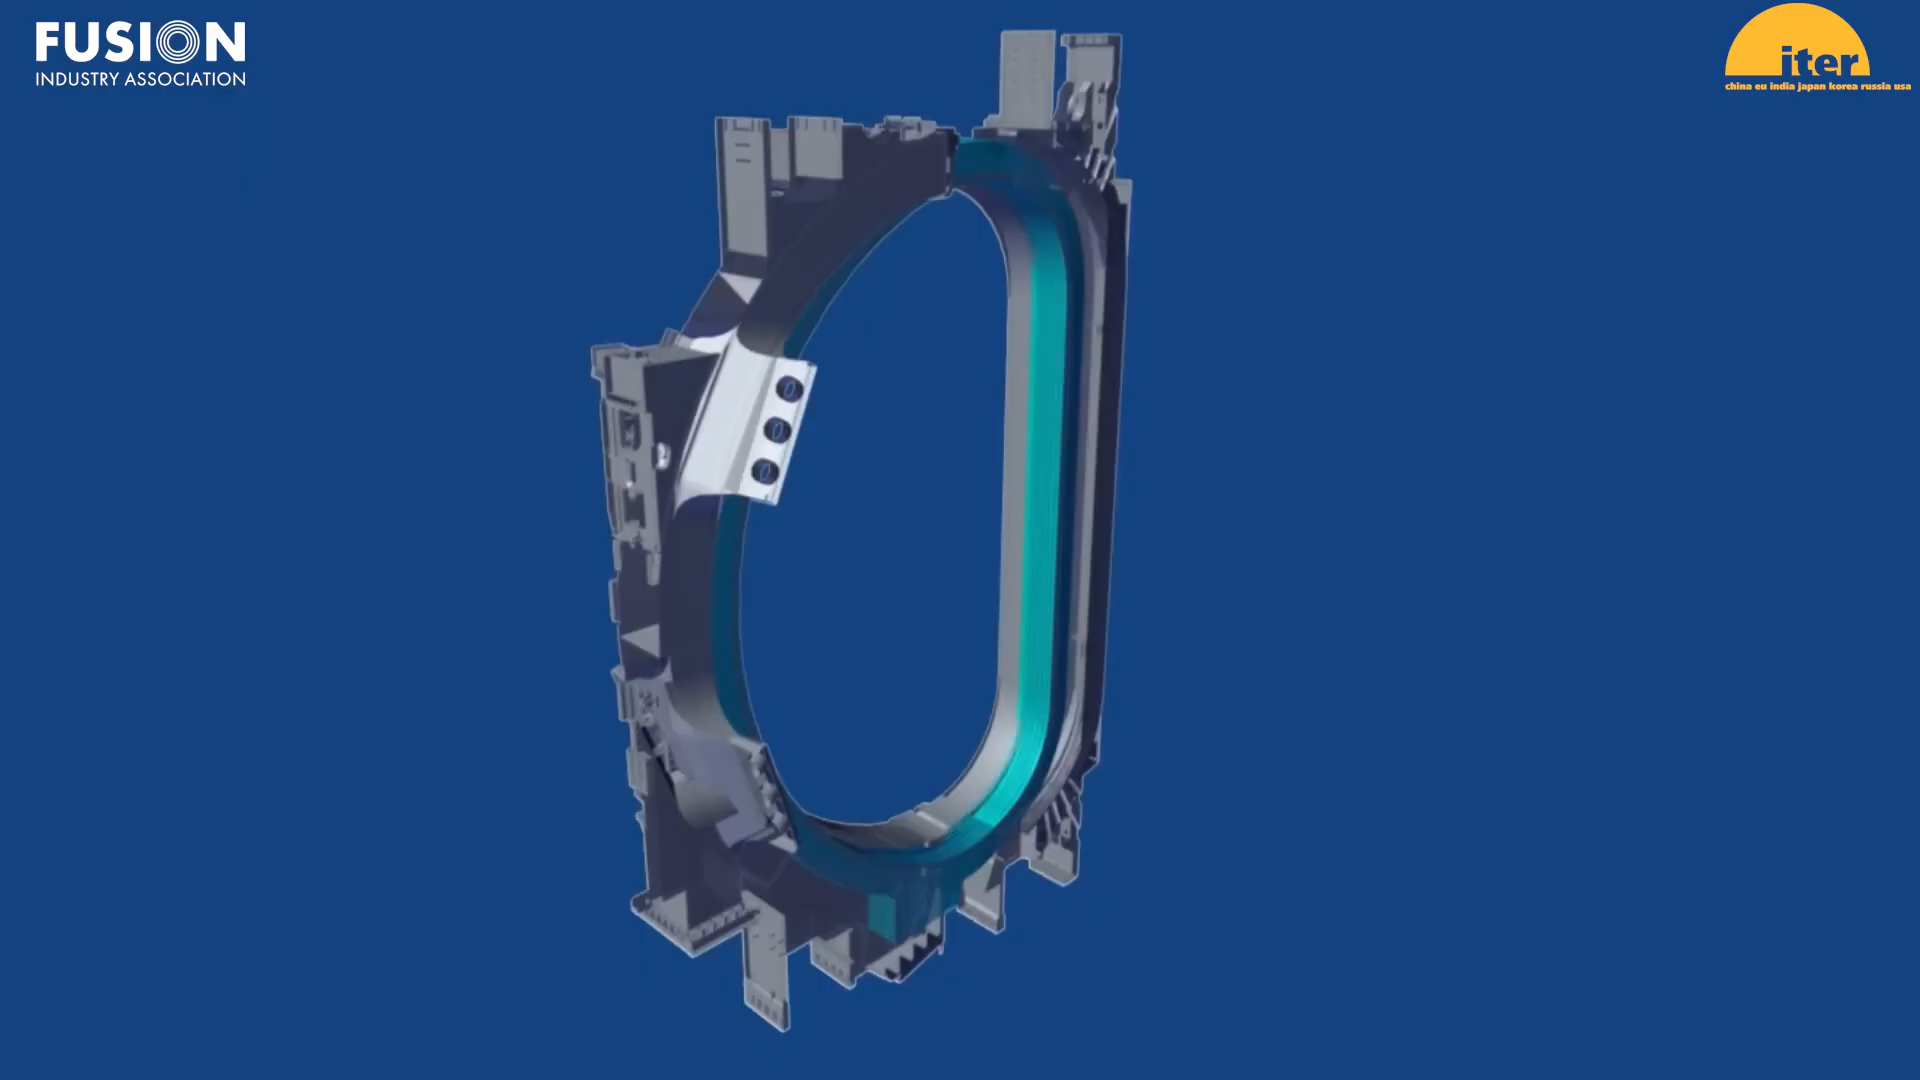 FUSION
INDUSTRY ASSOCIATION
iter
china eu india japan korea russia usa